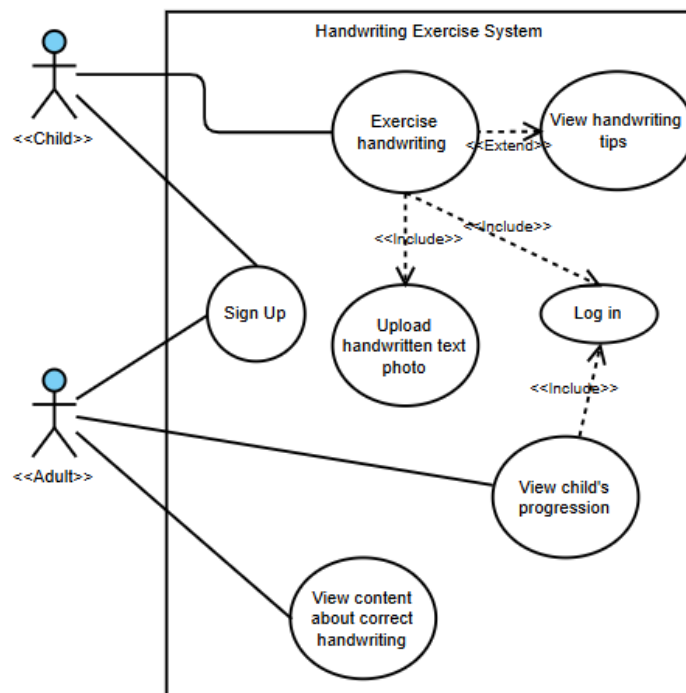 Handwriting Exercise System
<<Child>>
Exercise
handwriting
<<Extend>>
View handwriting
tips
<<Include>>
<<Include>>
Sign Up
Upload
handwritten text
photo
Log in
<<Include>>
<<Adult>>
View child's
progression
View content
about correct
handwriting